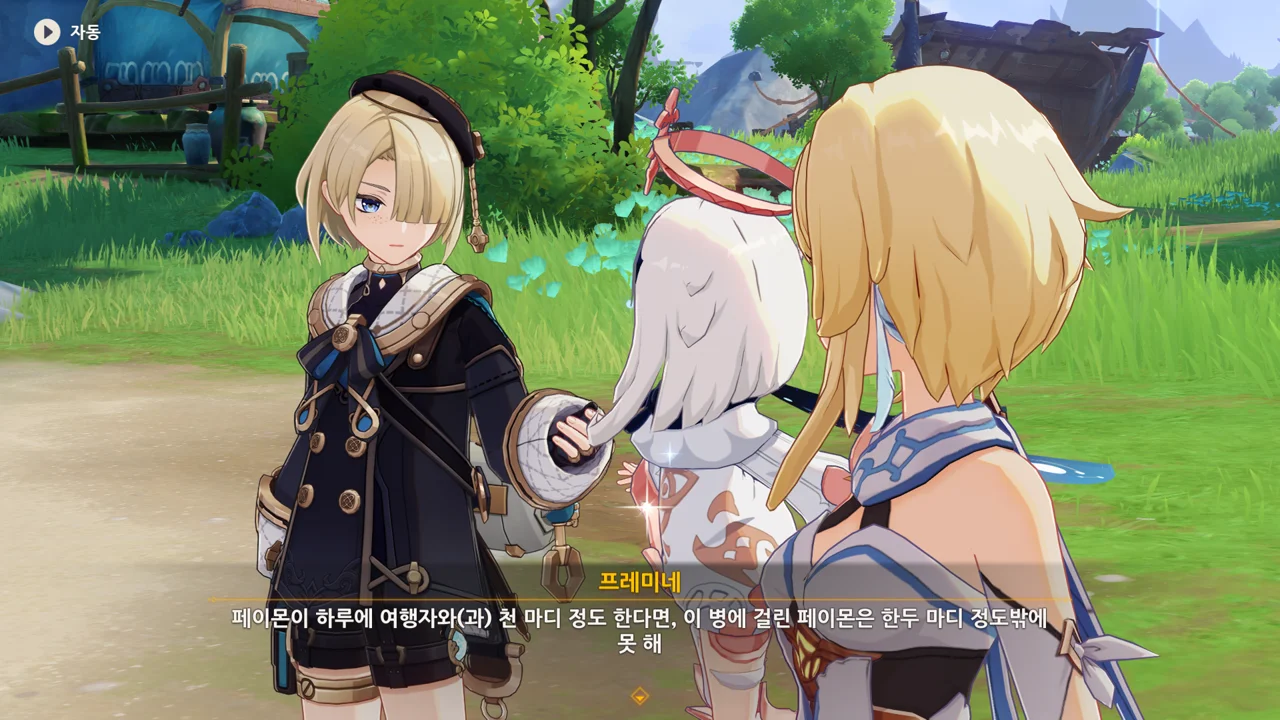 자동
프레미네
페이몬이 하루에 여행자와(과) 천 마디 정도 한다면, 이 병에 걸린 페이몬은 한두 마디 정도밖에
못 해